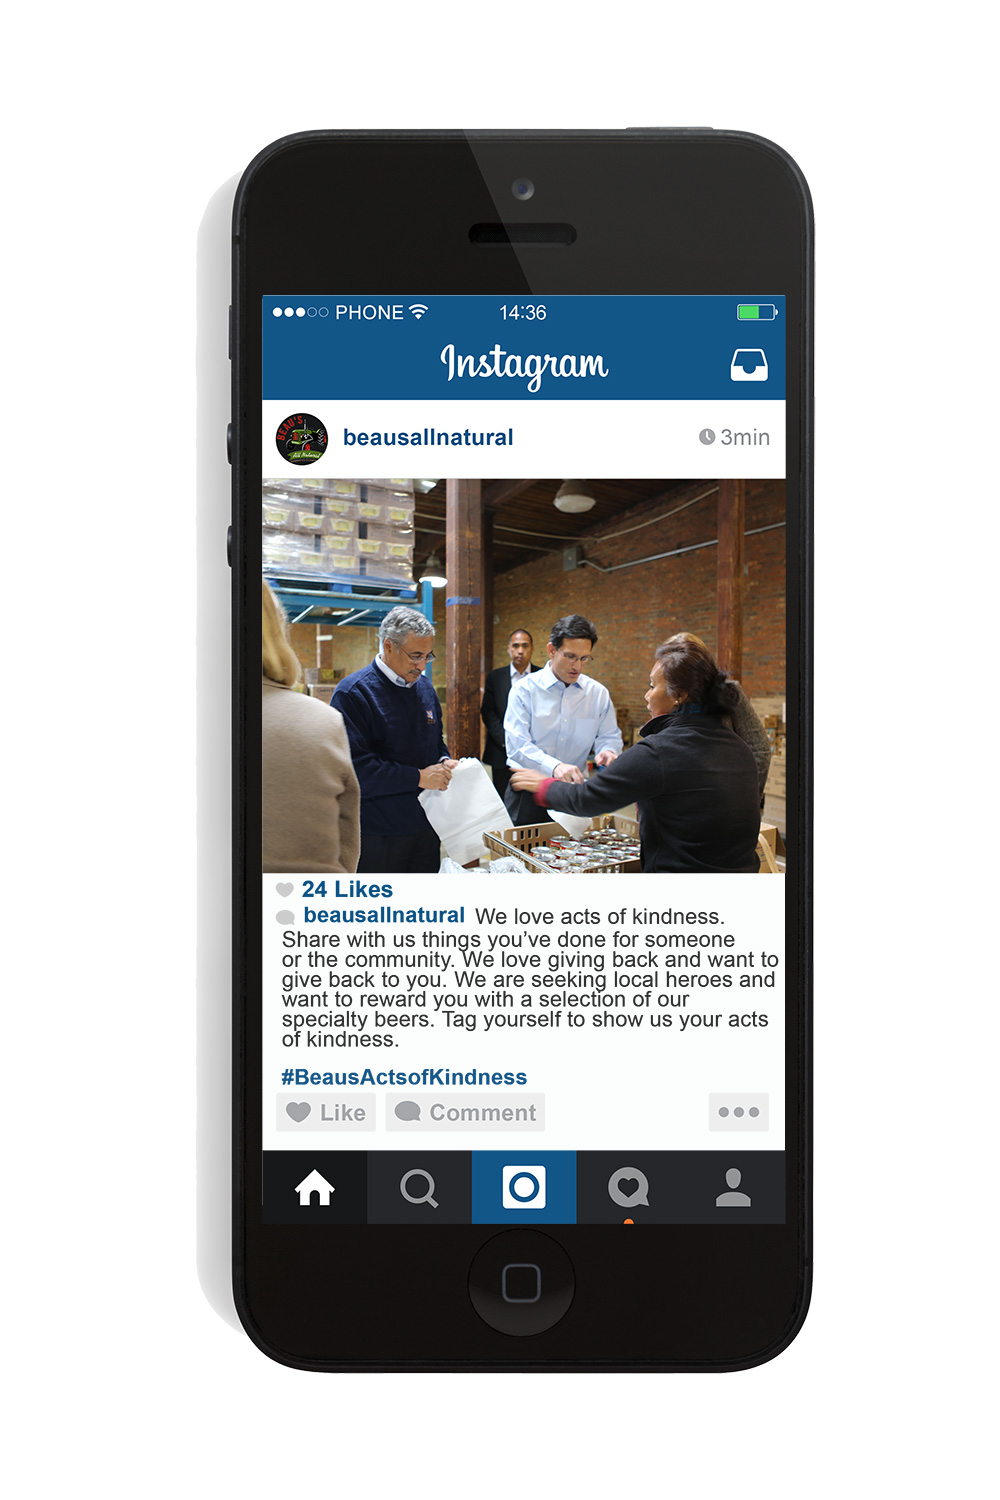 PHONE 14:36
Instagram
BEAU'S
All Natural
beausallnatural 3min
24 Likes
beausallnatural We love acts of kindness.
Share with us things you’ve done for someone
or the community. We love giving back and want to
give back to you. We are seeking local heroes and
want to reward you with a selection of our
specialty beers. Tag yourself to show us your acts
of kindness.
#BeausActsofKindness
Like Comment